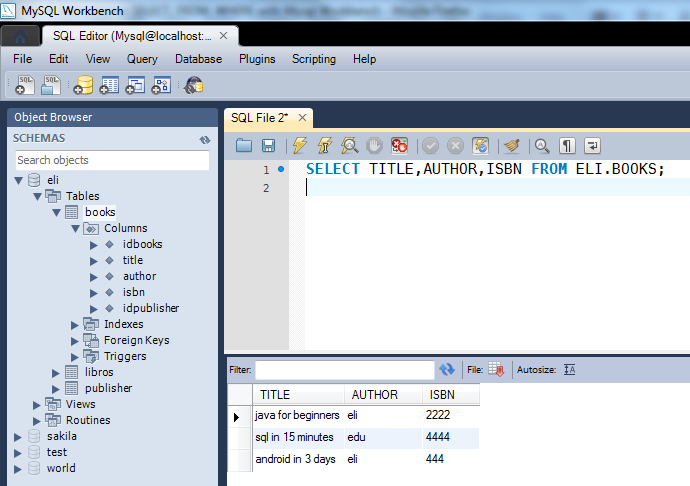 MySQL Workbench
SQL Editor (Mysql@localhost:...
File Edit View Query Database Plugins Scripting Help
SQL
Object Browser
SQL File 2*
SCHEMAS
Search objects
1 SELECT TITLE,AUTHOR,ISBN FROM ELI.BOOKS;
2
eli
Tables
books
Columns
idbooks
title
author
isbn
idpublisher
Indexes
Foreign Keys
Triggers
libros
publisher
Views
Routines
sakila
test
world
Filter: File: Autosize:
TITLE AUTHOR ISBN
java for beginners eli 2222
sql in 15 minutes edu 4444
android in 3 days eli 444